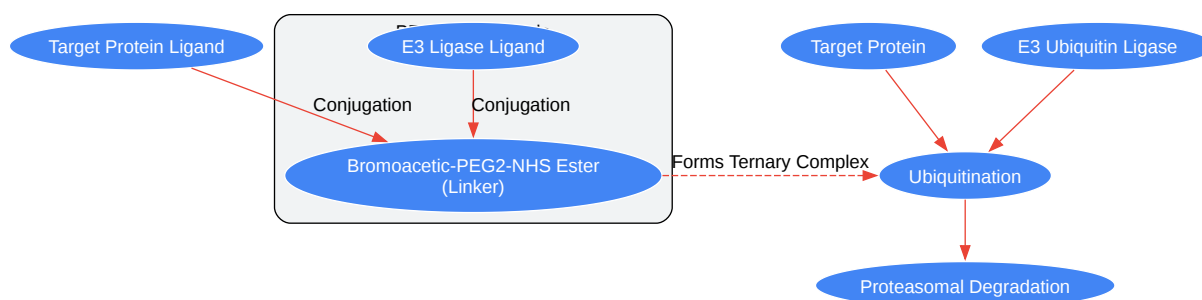 Target Protein Ligand
E3 Ligase Ligand
Target Protein
E3 Ubiquitin Ligase
Conjugation
Conjugation
Bromoacetic-PEG2-NHS Ester
(Linker)
Forms Ternary Complex
Ubiquitination
Proteasomal Degradation